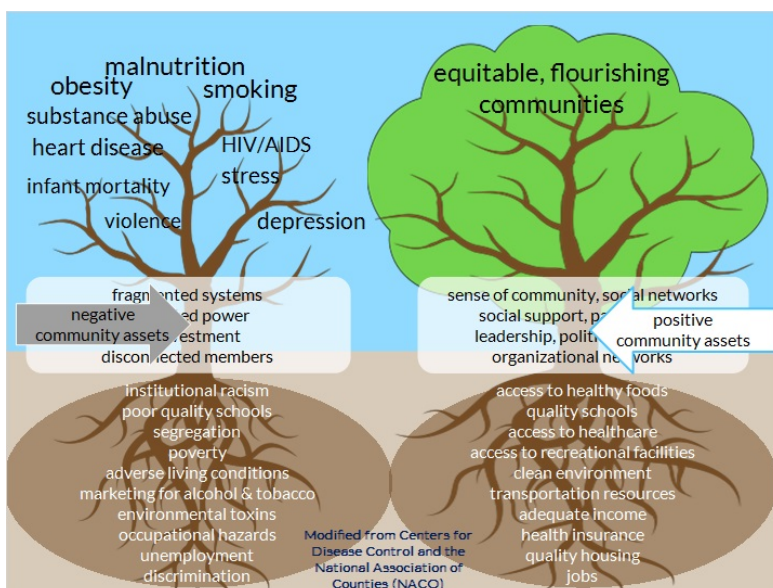 malnutrition
obesity
smoking
substance abuse
heart disease
HIV/AIDS
stress
infant mortality
violence
depression
equitable, flourishing
communities
fragmented systems
power
disconnected members
negative
community assets
sense of community, social networks
social support,
leadership,
organizational networks
positive
community assets
institutional racism
poor quality schools
segregation
poverty
adverse living conditions
marketing for alcohol & tobacco
environmental toxins
occupational hazards
unemployment
discrimination
access to healthy foods
quality schools
access to healthcare
access to recreational facilities
clean environment
transportation resources
adequate income
health insurance
quality housing
jobs
Modified from Centers for
Disease Control and the
National Association of
Counties (NACO)